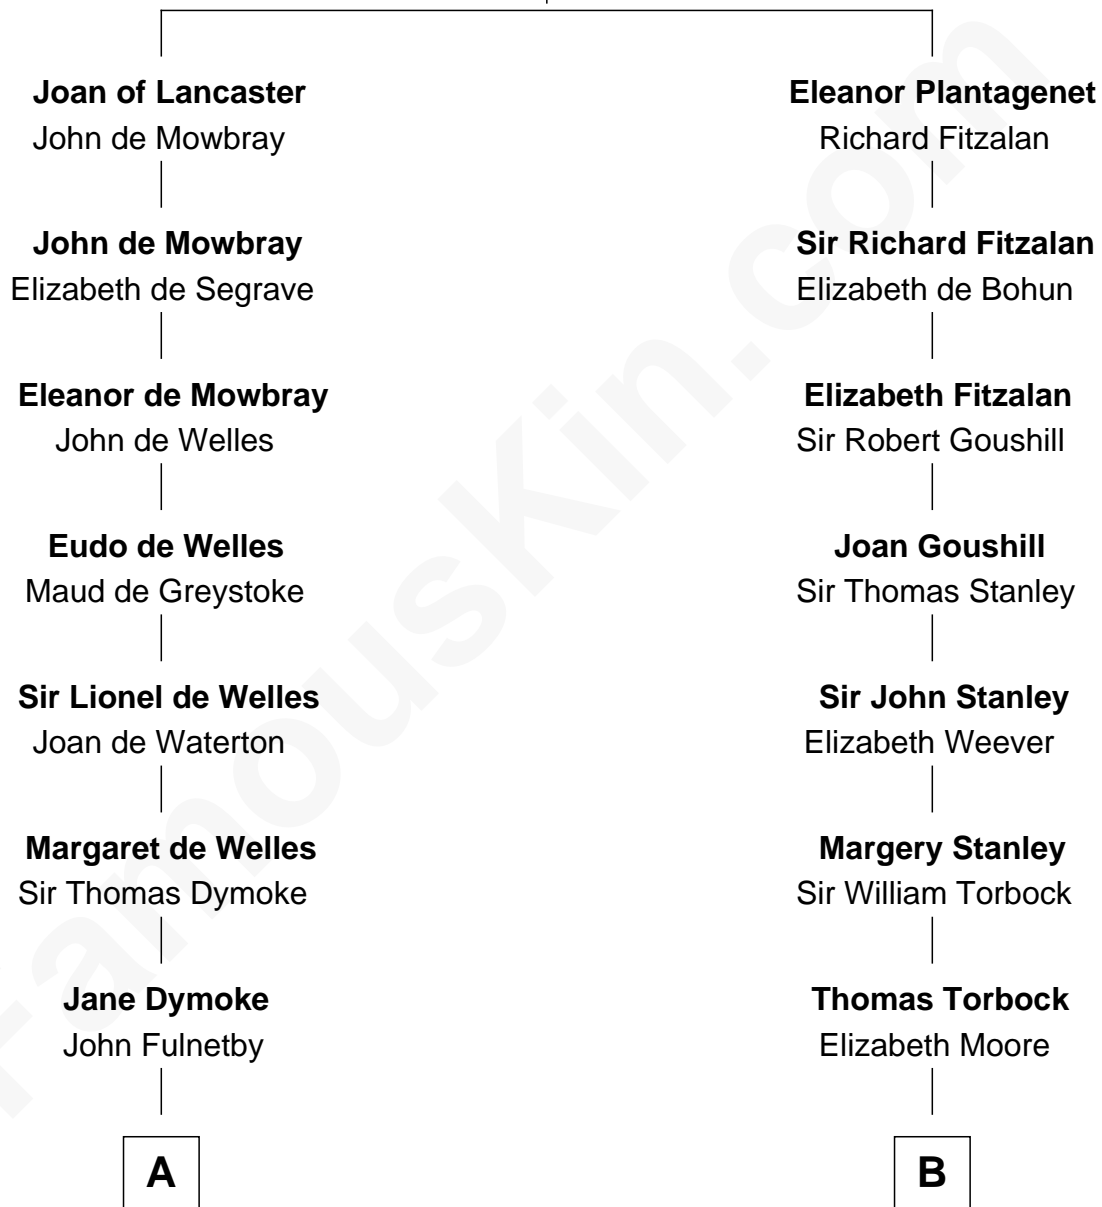 Joan of Lancaster
John de Mowbray
Eleanor Plantagenet
Richard Fitzalan
John de Mowbray
Elizabeth de Segrave
Sir Richard Fitzalan
Elizabeth de Bohun
Eleanor de Mowbray
John de Welles
Elizabeth Fitzalan
Sir Robert Goushill
Eudo de Welles
Maud de Greystoke
Joan Goushill
Sir Thomas Stanley
Sir Lionel de Welles
Joan de Waterton
Sir John Stanley
Elizabeth Weever
Margaret de Welles
Sir Thomas Dymoke
Margery Stanley
Sir William Torbock
Jane Dymoke
John Fulnetby
Thomas Torbock
Elizabeth Moore
A
B
FamousKin.com